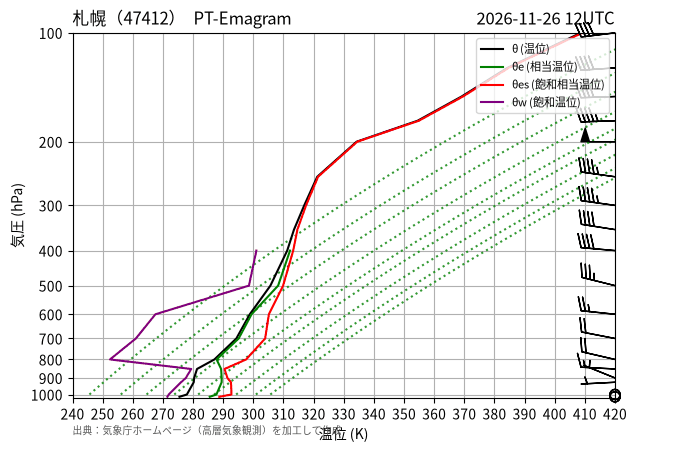 札幌（47412） PT-Emagram
2026-11-26 12UTC
θ (温位)
θe (相当温位)
θes (飽和相当温位)
θw (飽和温位)
気圧 (hPa)
100
200
300
400
500
600
700
800
900
1000
240 250 260 270 280 290 300 310 320 330 340 350 360 370 380 390 400 410 420
温位 (K)
出典：気象庁ホームページ（高層気象観測）を加工して